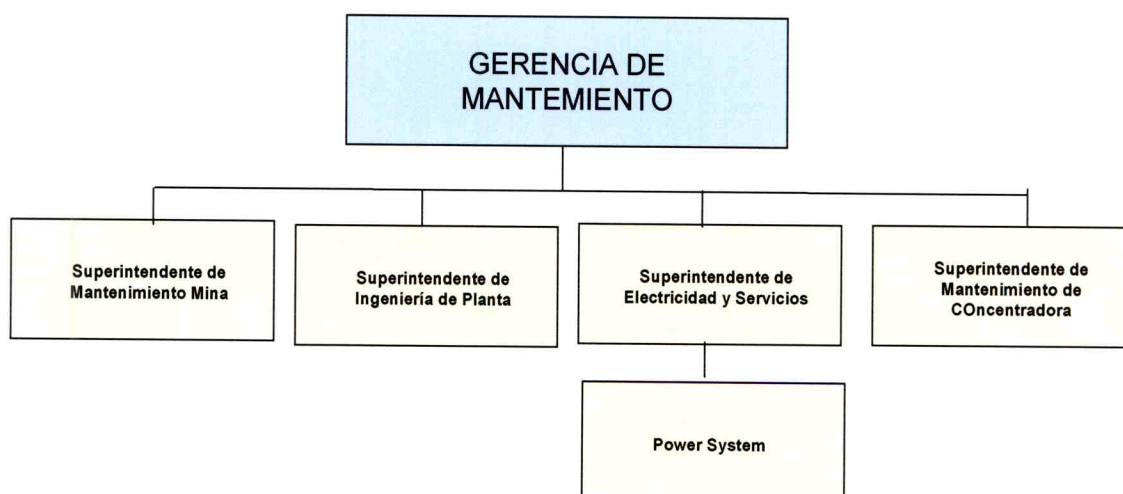 GERENCIA DE
MANTEMIENTO
Superintendente de
Mantenimiento Mina
Superintendente de
Ingeniería de Planta
Superintendente de
Electricidad y Servicios
Superintendente de
Mantenimiento de
COncentradora
Power System